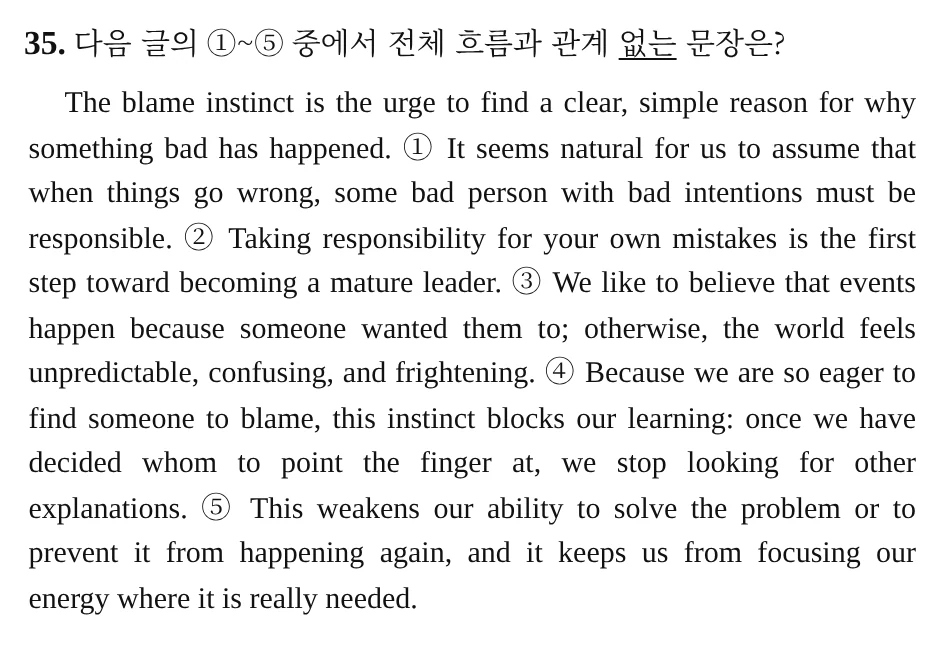 35. 다음 글의 ①~⑤ 중에서 전체 흐름과 관계 없는 문장은?
The blame instinct is the urge to find a clear, simple reason for why
something bad has happened. ① It seems natural for us to assume that
when things go wrong, some bad person with bad intentions must be
responsible. ② Taking responsibility for your own mistakes is the first
step toward becoming a mature leader. ③ We like to believe that events
happen because someone wanted them to; otherwise, the world feels
unpredictable, confusing, and frightening. ④ Because we are so eager to
find someone to blame, this instinct blocks our learning: once we have
decided whom to point the finger at, we stop looking for other
explanations. ⑤ This weakens our ability to solve the problem or to
prevent it from happening again, and it keeps us from focusing our
energy where it is really needed.